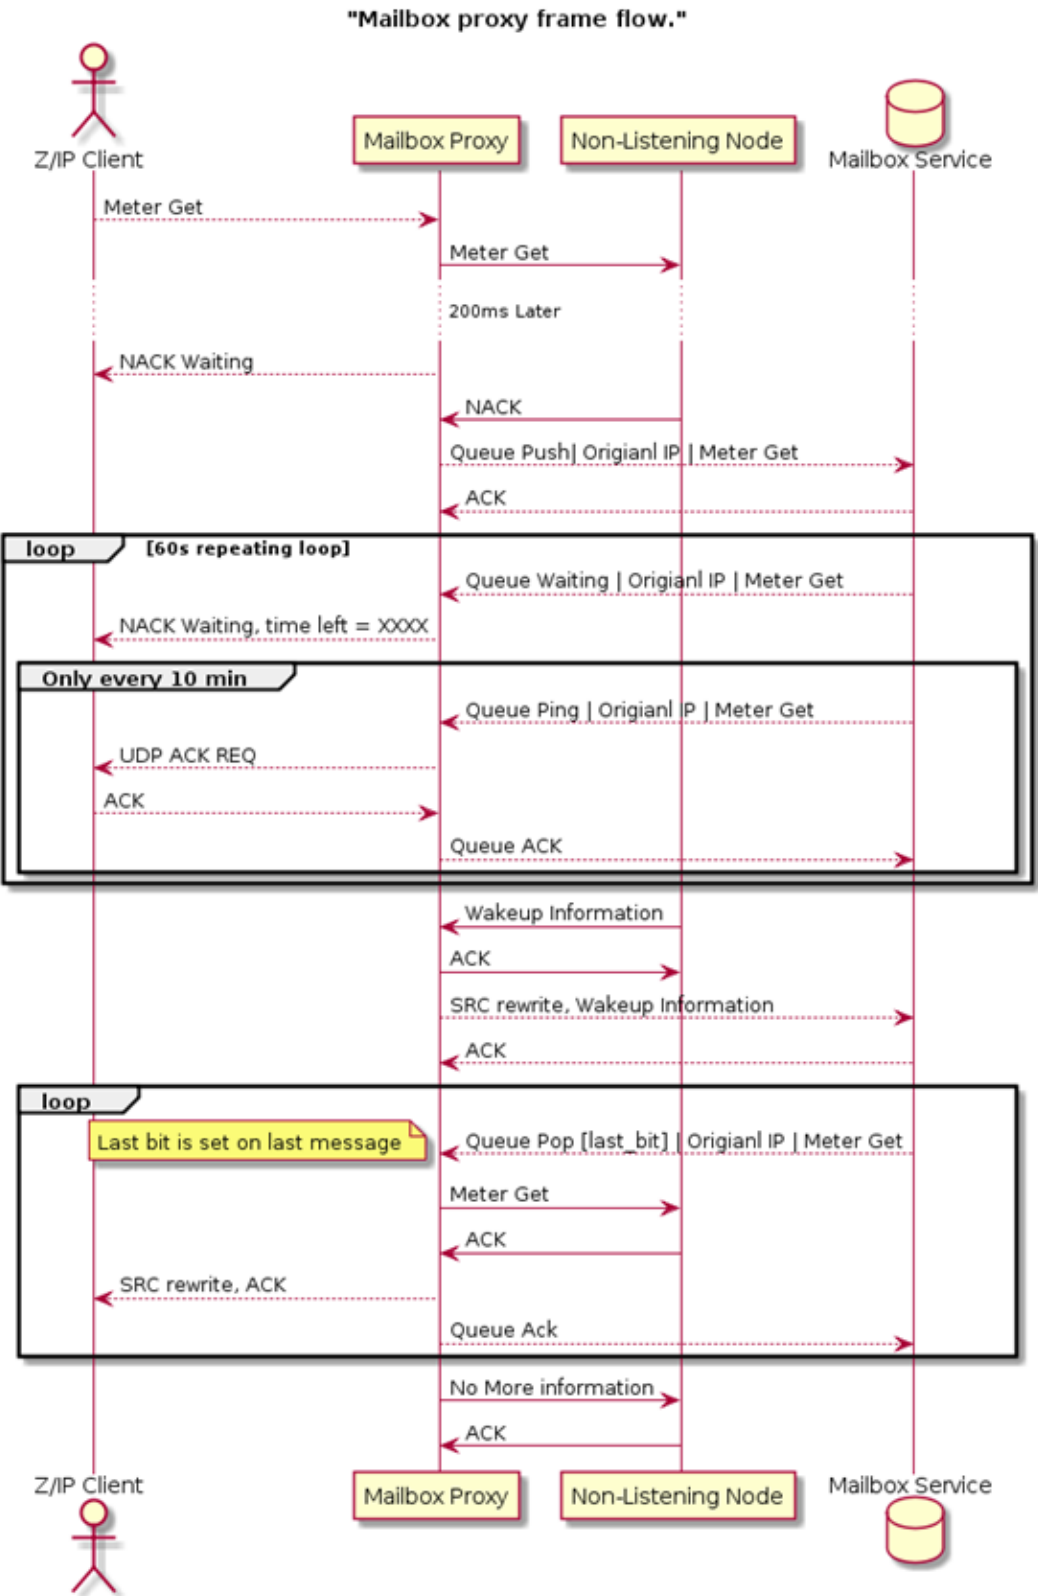 "Mailbox proxy frame flow."
Z/IP Client
Mailbox Proxy
Non-Listening Node
Mailbox Service
Meter Get
Meter Get
200ms Later
NACK Waiting
NACK
Queue Push| Origianl IP | Meter Get
ACK
loop [60s repeating loop]
Queue Waiting | Origianl IP | Meter Get
NACK Waiting, time left = XXXX
Only every 10 min
Queue Ping | Origianl IP | Meter Get
UDP ACK REQ
ACK
Queue ACK
Wakeup Information
ACK
SRC rewrite, Wakeup Information
ACK
loop
Last bit is set on last message
Queue Pop [last_bit] | Origianl IP | Meter Get
Meter Get
ACK
SRC rewrite, ACK
Queue Ack
No More information
ACK
Z/IP Client
Mailbox Proxy
Non-Listening Node
Mailbox Service